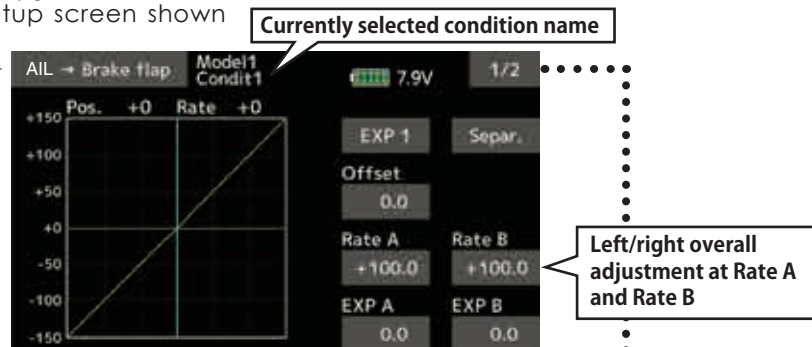 etup screen shown
Currently selected condition name
AIL → Brake flap
Model1
Condit1
7.9V
1/2
Pos. +0 Rate +0
+150
+100
+50
+0
-50
-100
-150
EXP 1
Separ.
Offset
0.0
Rate A
Rate B
+100.0
+100.0
EXP A
EXP B
0.0
0.0
Left/right overall
adjustment at Rate A
and Rate B